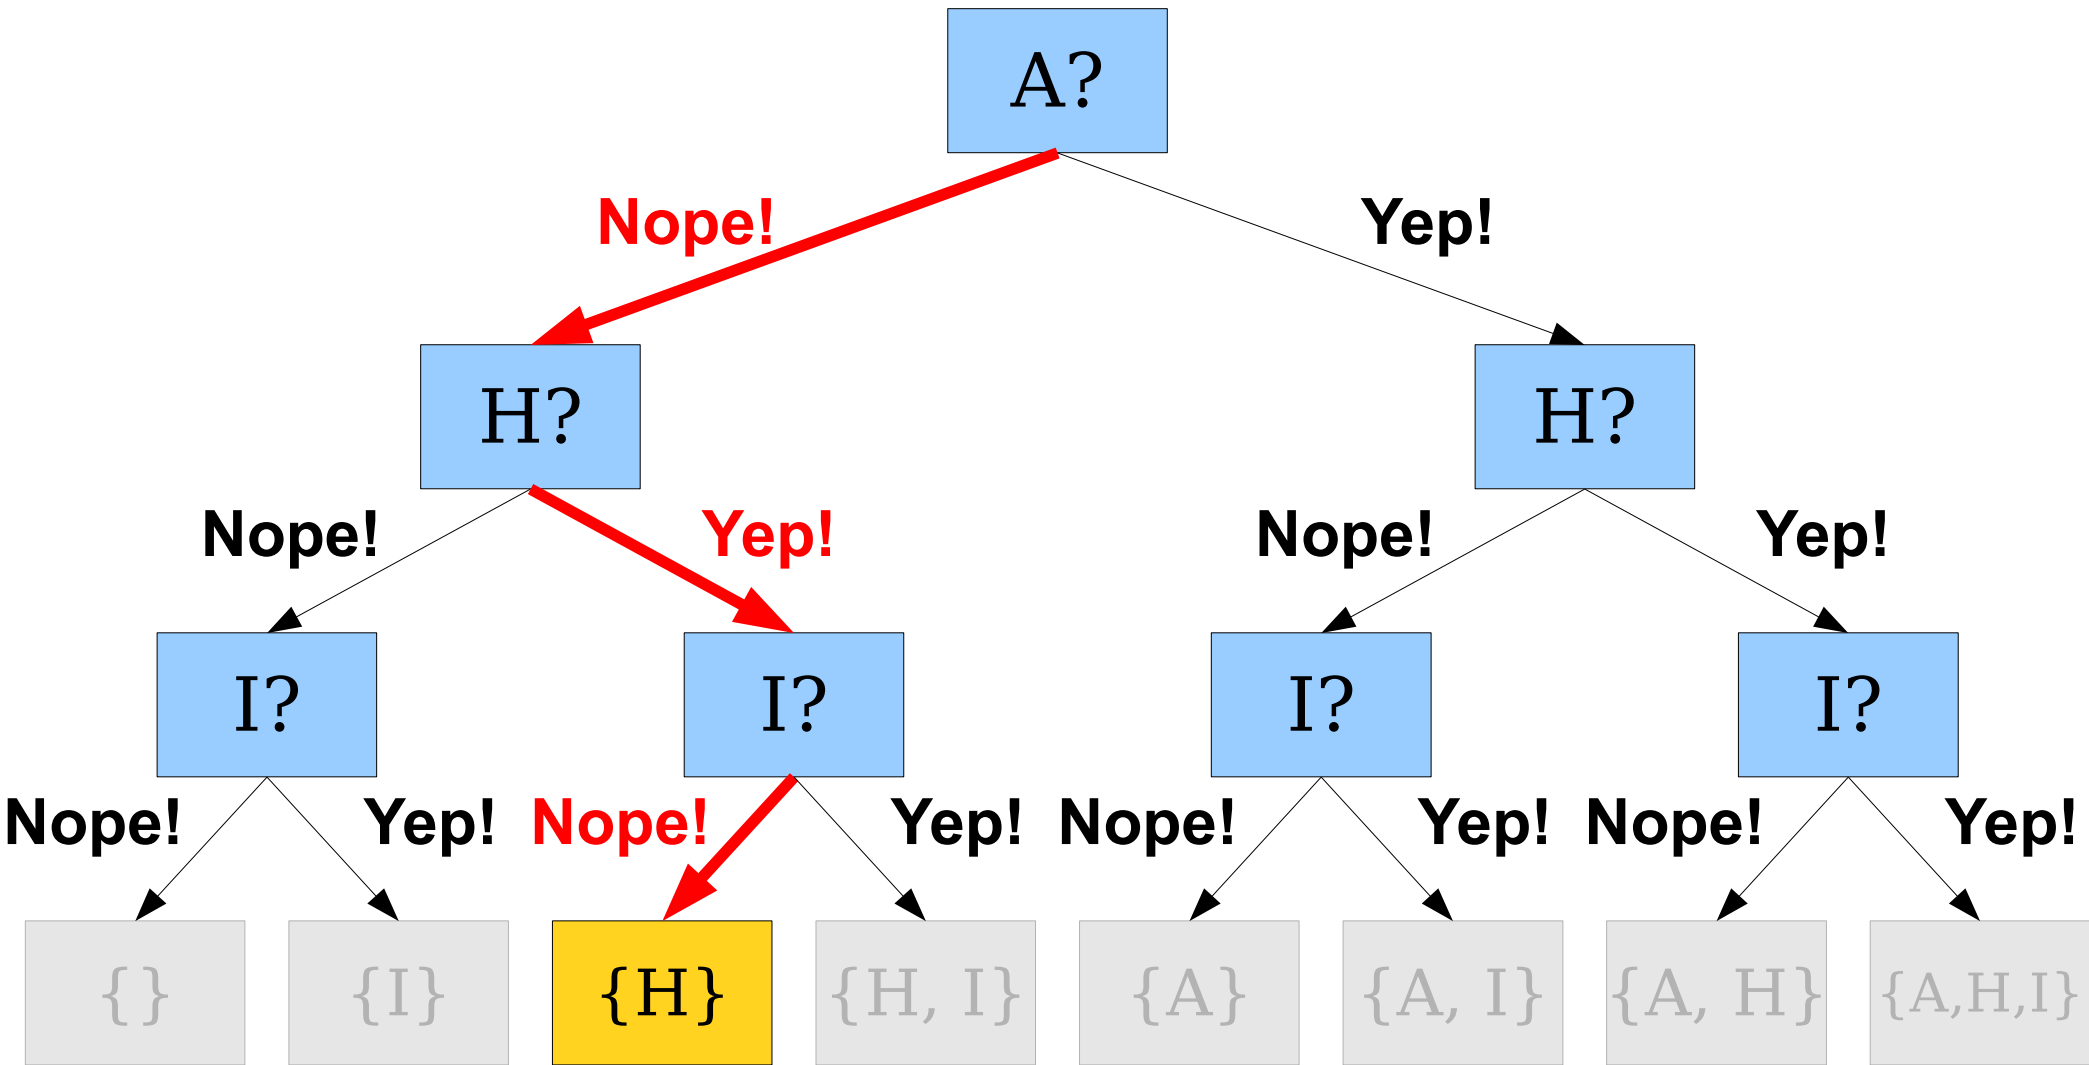 A?
Nope! Yep!
H? H?
Nope! Yep! Nope! Yep!
I? I? I? I?
Nope! Yep! Nope! Yep! Nope! Yep! Nope! Yep!
{} {I} {H} {H, I} {A} {A, I} {A, H} {A,H,I}